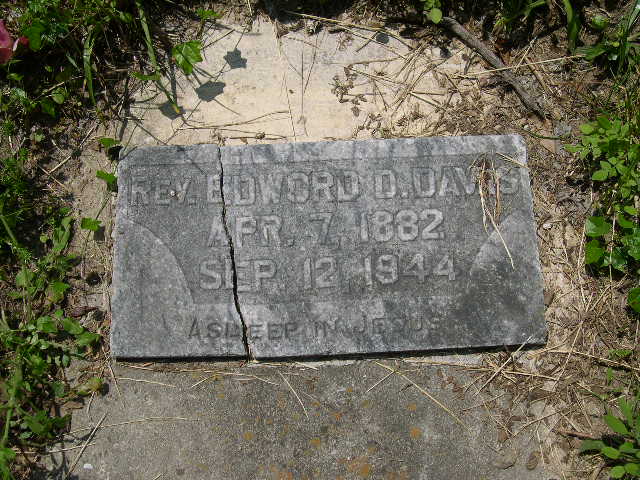 REV. EDWORD D. DAVIS
APR. 7, 1882
SEP. 12, 1944
ASLEEP IN JESUS